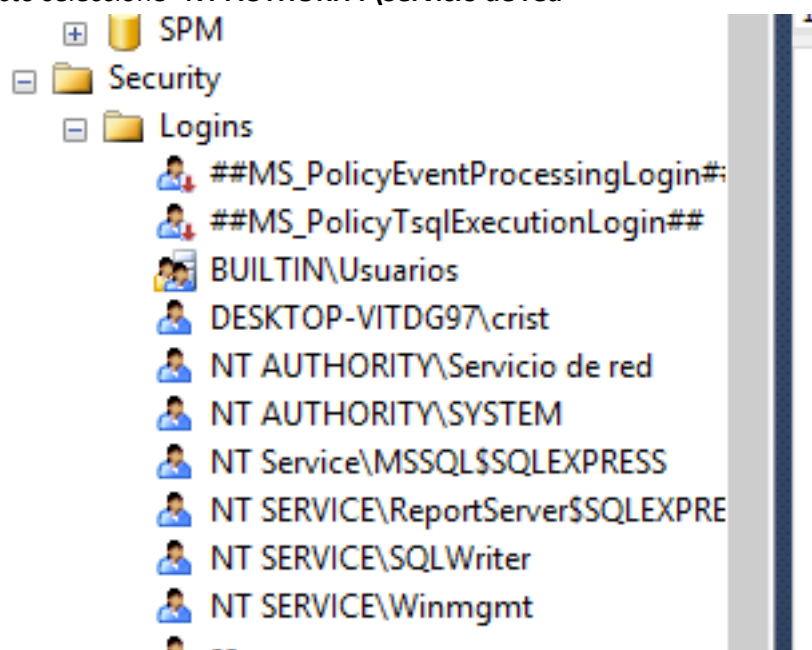 SPM
Security
Logins
##MS_PolicyEventProcessingLogin#
##MS_PolicyTsqlExecutionLogin##
BUILTIN\Usuarios
DESKTOP-VITDG97\crist
NT AUTHORITY\Servicio de red
NT AUTHORITY\SYSTEM
NT Service\MSSQL$SQLEXPRESS
NT SERVICE\ReportServer$SQLEXPRE
NT SERVICE\SQLWriter
NT SERVICE\Winmgmt